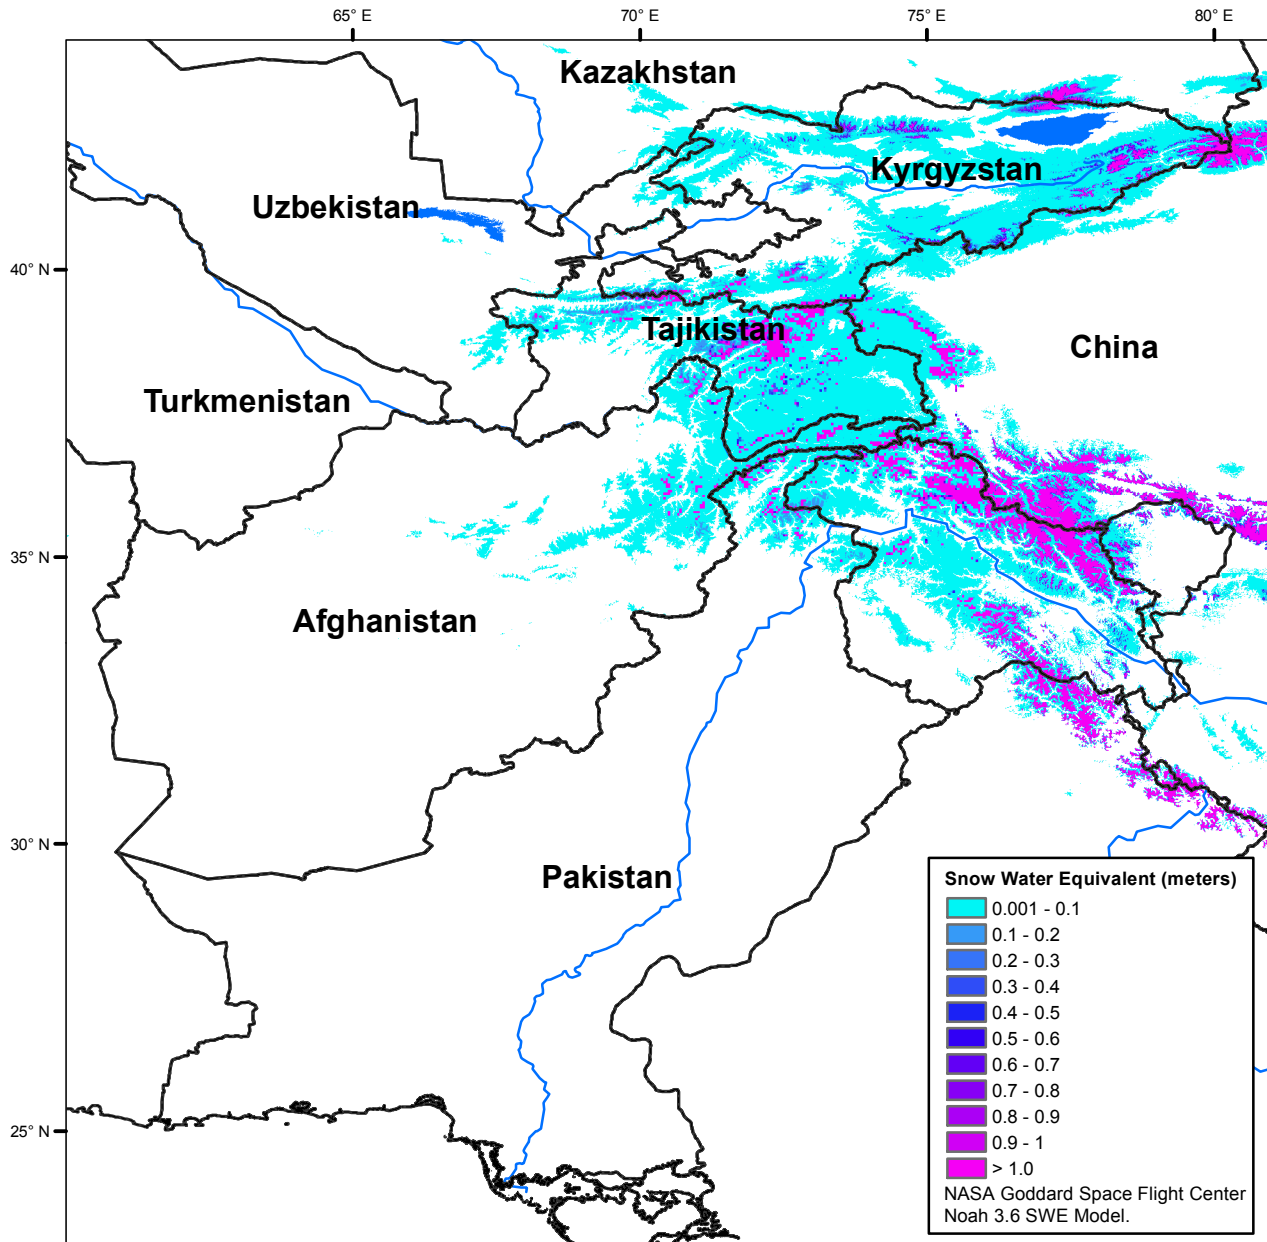 65° E
70° E
75° E
80° E
Kazakhstan
Kyrgyzstan
Uzbekistan
40° N
Tajikistan
China
Turkmenistan
35° N
Afghanistan
30° N
Pakistan
25° N
Snow Water Equivalent (meters)
0.001 - 0.1
0.1 - 0.2
0.2 - 0.3
0.3 - 0.4
0.4 - 0.5
0.5 - 0.6
0.6 - 0.7
0.7 - 0.8
0.8 - 0.9
0.9 - 1
> 1.0
NASA Goddard Space Flight Center
Noah 3.6 SWE Model.